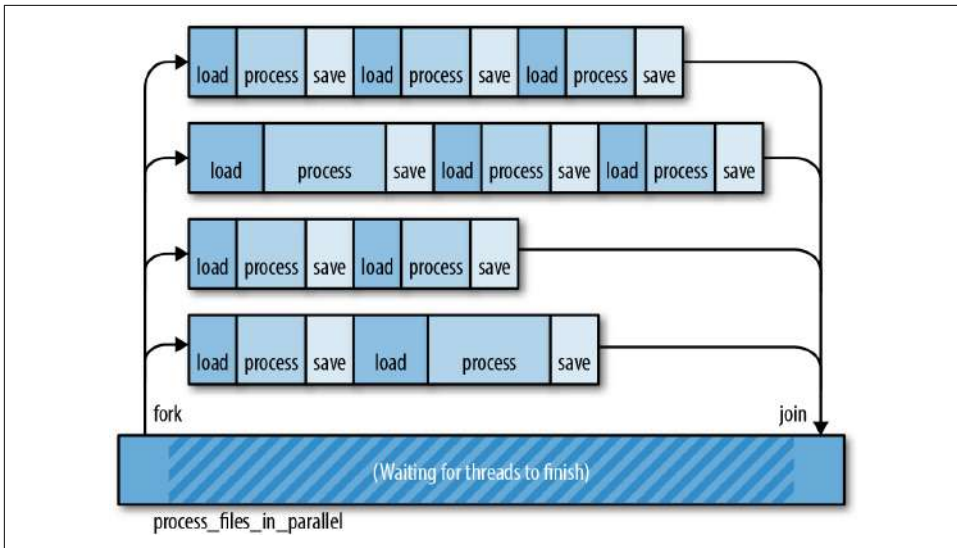 load process save load process save load process save
load process save load process save load process save
load process save load process save
load process save load process save
fork join
(Waiting for threads to finish)
process_files_in_parallel